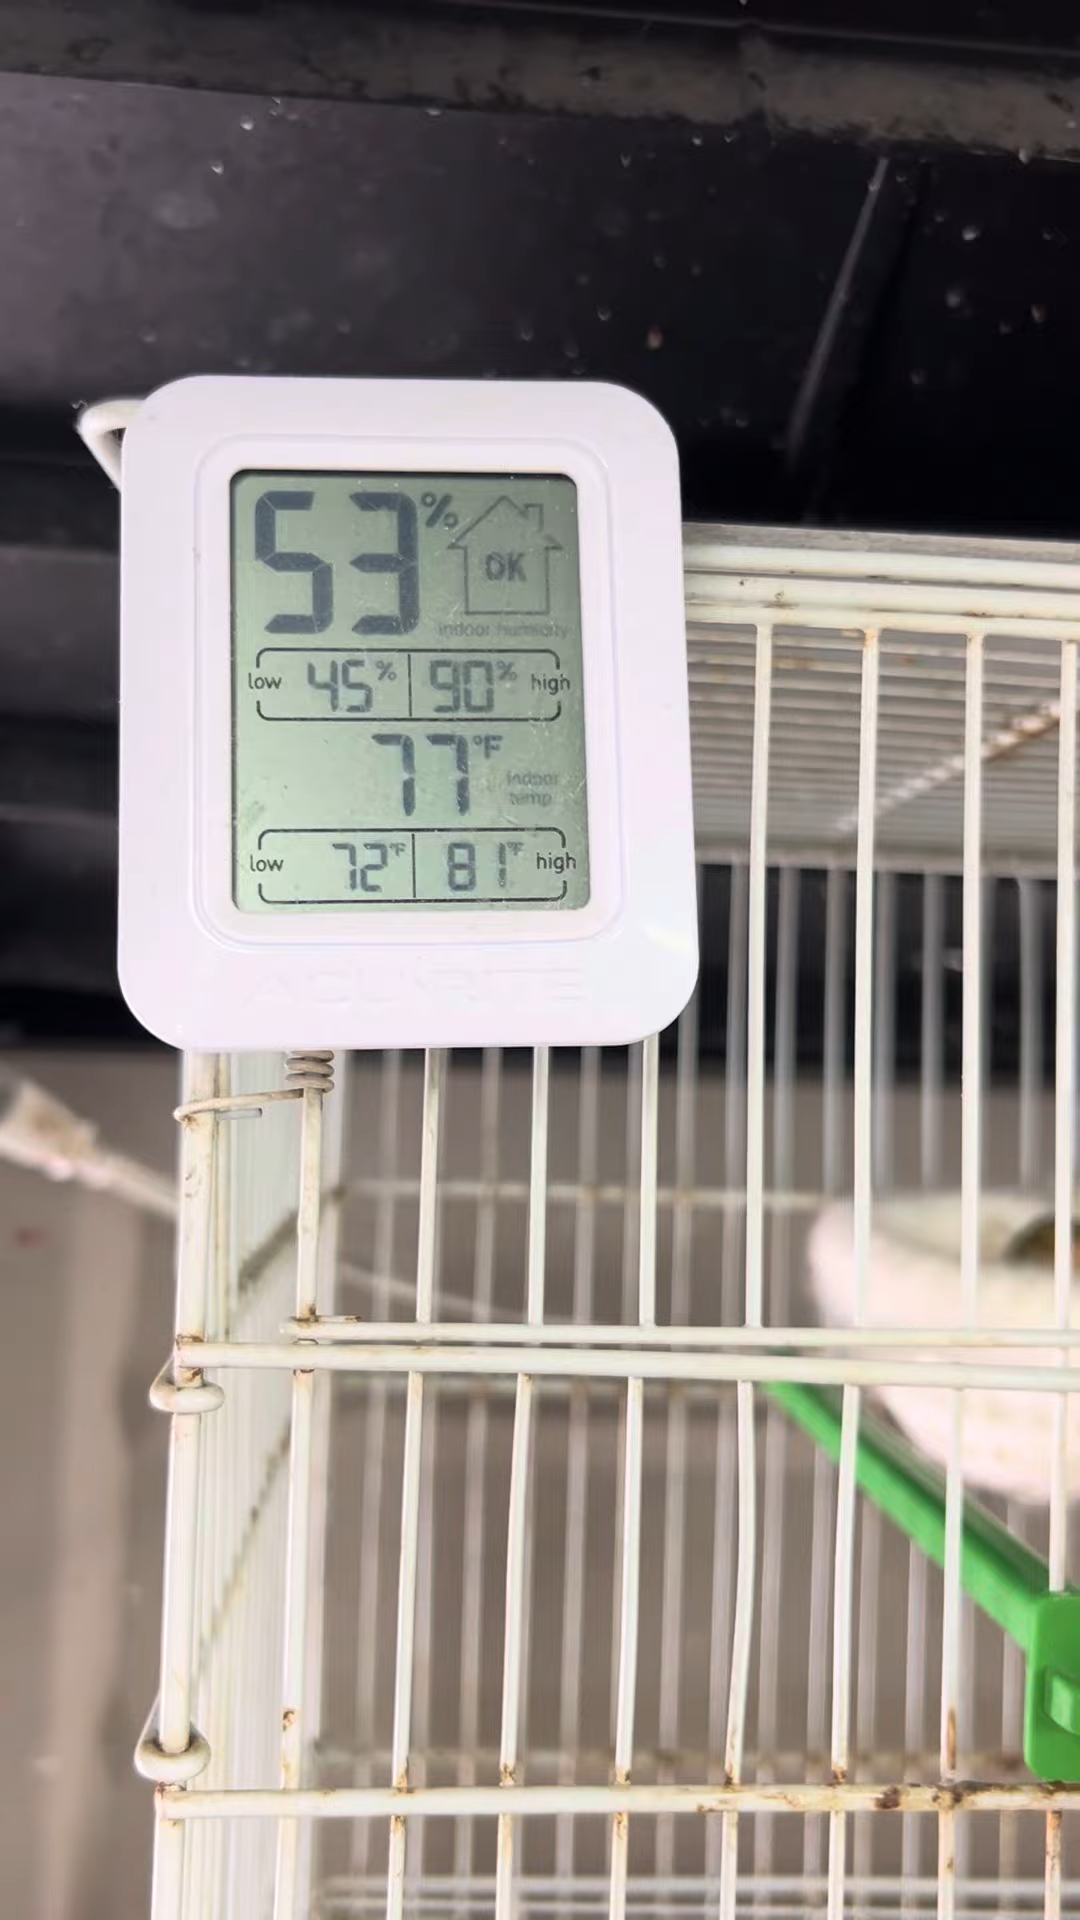 53%
OK
indoor humidity
low 45% 90% high
77°F
indoor
temp
low 72°F 81°F high
ACURITE